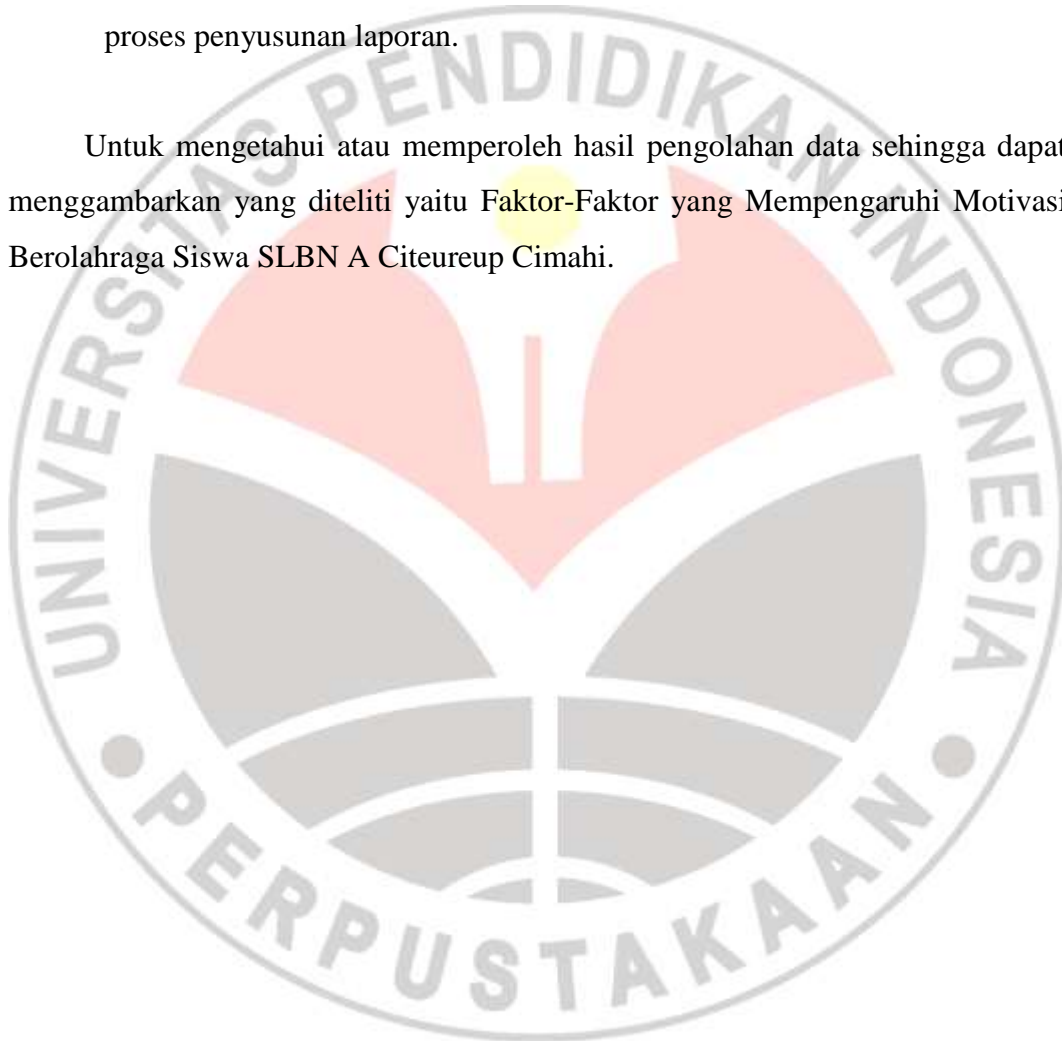 proses penyusunan laporan.
Untuk mengetahui atau memperoleh hasil pengolahan data sehingga dapat
menggambarkan yang diteliti yaitu Faktor-Faktor yang Mempengaruhi Motivasi
Berolahraga Siswa SLBN A Citeureup Cimahi.
UNIVERSITAS PENDIDIKAN INDONESIA
PERPUSTAKAAN